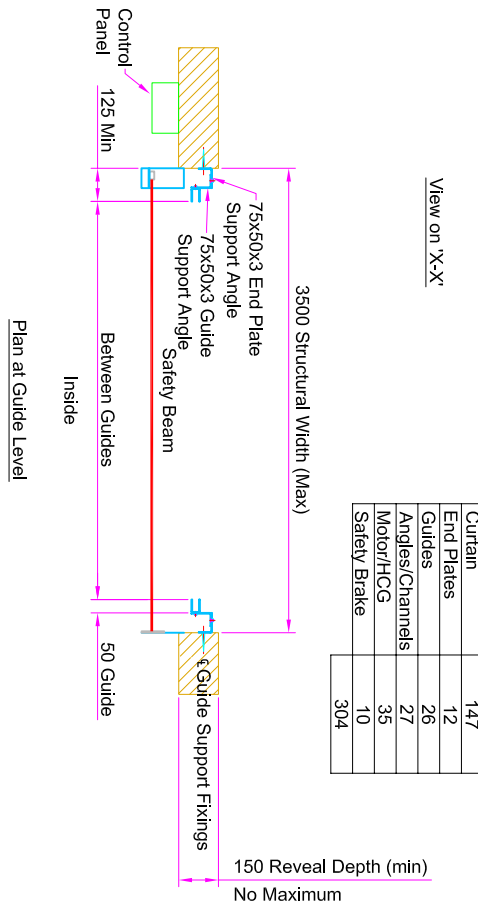 View on 'X-X'
Curtain 147
End Plates 12
Guides 26
Angles/Channels 27
Motor/HCG 35
Safety Brake 10
304
3500 Structural Width (Max)
75x50x3 End Plate
Support Angle
75x50x3 Guide
Support Angle
Safety Beam
℄ Guide Support Fixings
Control
Panel
125 Min
Between Guides
50 Guide
Inside
Plan at Guide Level
150 Reveal Depth (min)
No Maximum